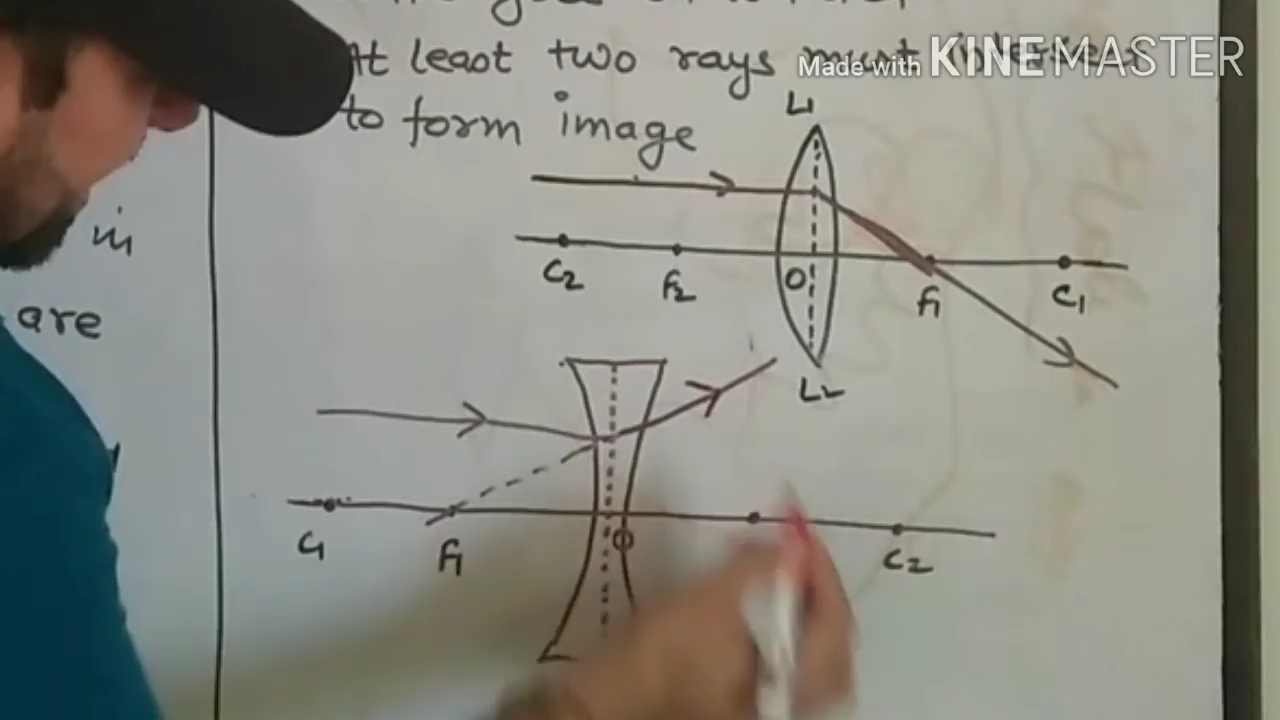 At least two rays must
to form image
Made with KINEMASTER
in
are
L1
C2
F2
O
F1
C1
L2
C1
F1
O
C2